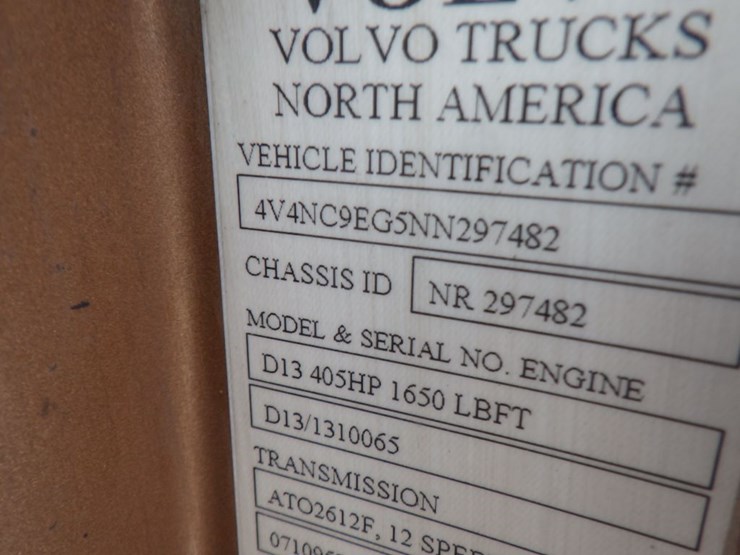 VOLVO TRUCKS
NORTH AMERICA
VEHICLE IDENTIFICATION #
4V4NC9EG5NN297482
CHASSIS ID NR 297482
MODEL & SERIAL NO. ENGINE
D13 405HP 1650 LBFT
D13/1310065
TRANSMISSION
ATO2612F, 12